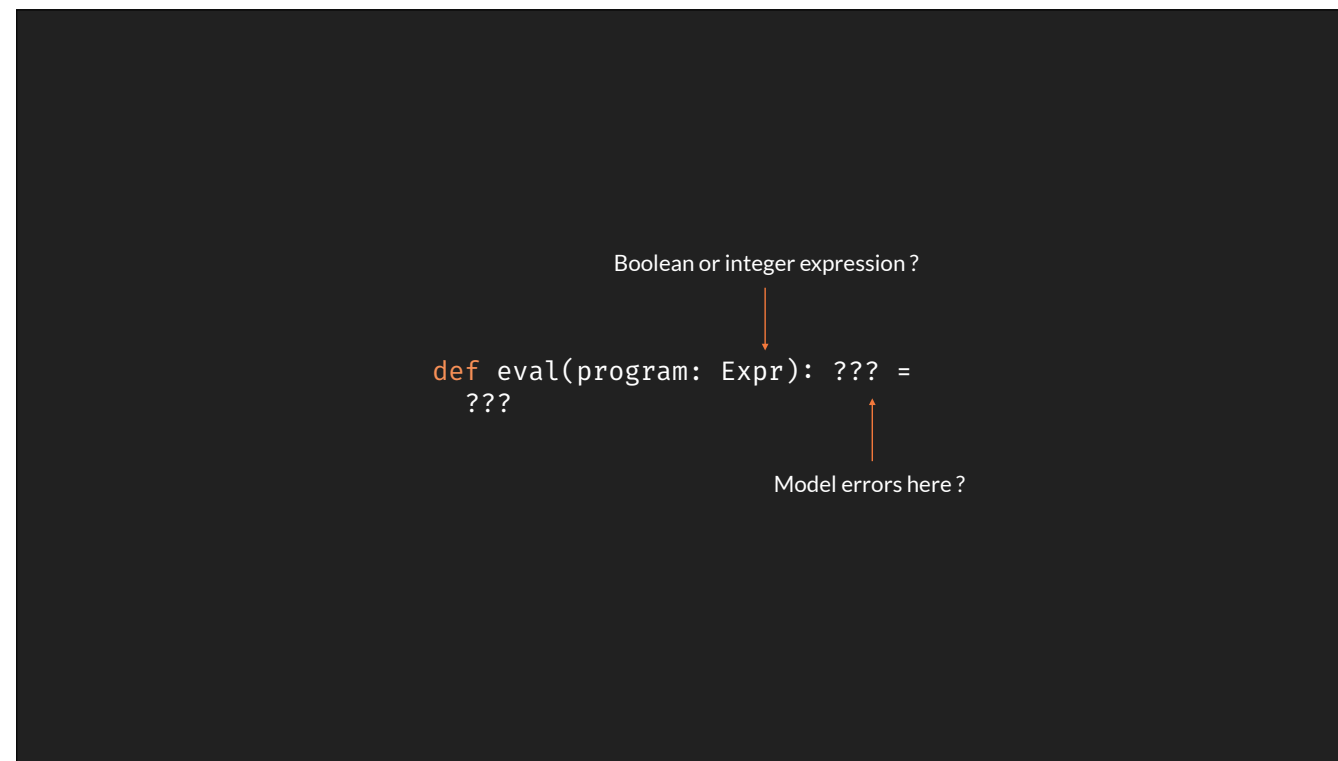 Boolean or integer expression ?
def eval(program: Expr): ??? =
???
Model errors here ?